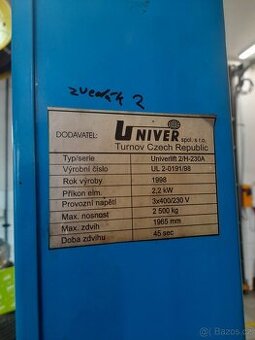 zvedák 2
DODAVATEL: UNIVER spol. s r.o.
Turnov Czech Republic
Typ/serie Univerlift 2/H-230A
Výrobní číslo UL 2-0191/98
Rok výroby 1998
Příkon elm. 2,2 kW
Provozní napětí 3x400/230 V
Max. nosnost 2 500 kg
Max. zdvih 1965 mm
Doba zdvihu 45 sec
Bazoš.cz